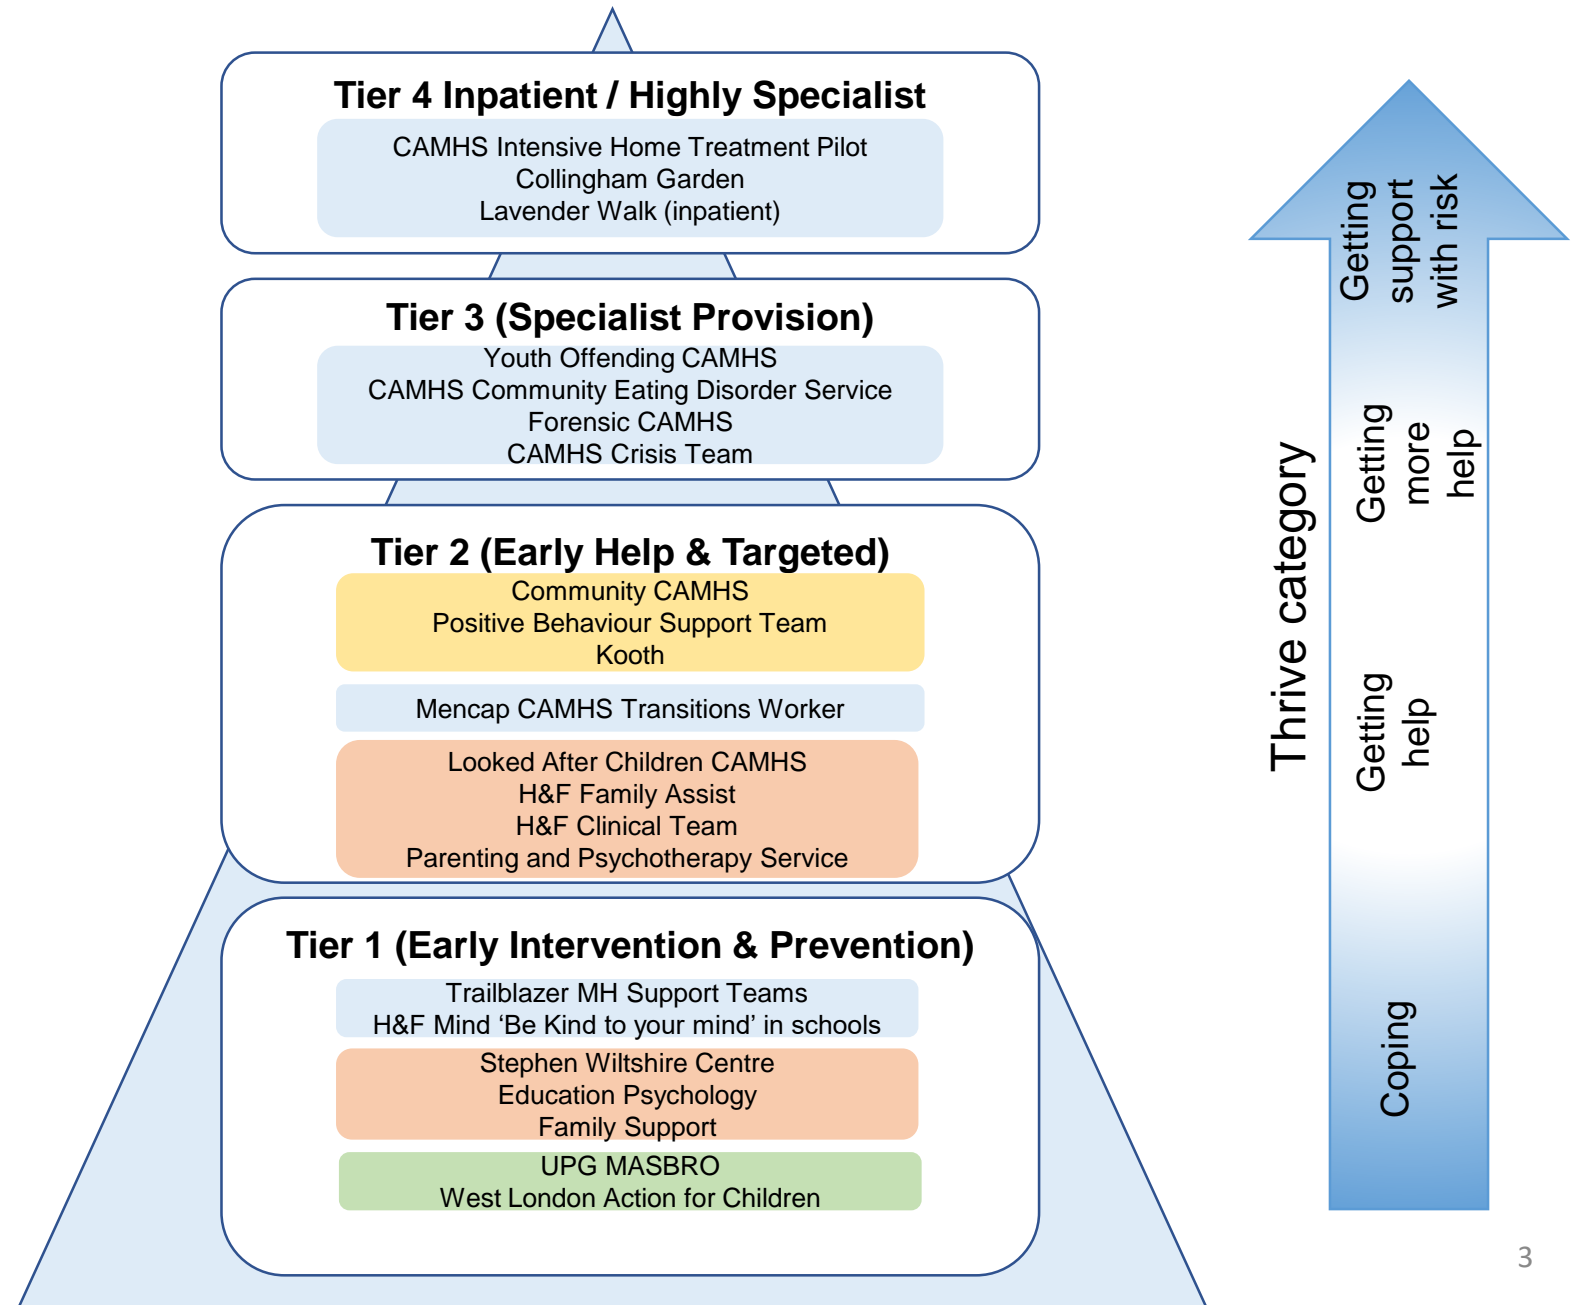 Tier 4 Inpatient / Highly Specialist
CAMHS Intensive Home Treatment Pilot
Collingham Garden
Lavender Walk (inpatient)
Tier 3 (Specialist Provision)
Youth Offending CAMHS
CAMHS Community Eating Disorder Service
Forensic CAMHS
CAMHS Crisis Team
Tier 2 (Early Help & Targeted)
Community CAMHS
Positive Behaviour Support Team
Kooth
Mencap CAMHS Transitions Worker
Looked After Children CAMHS
H&F Family Assist
H&F Clinical Team
Parenting and Psychotherapy Service
Tier 1 (Early Intervention & Prevention)
Trailblazer MH Support Teams
H&F Mind ‘Be Kind to your mind’ in schools
Stephen Wiltshire Centre
Education Psychology
Family Support
UPG MASBRO
West London Action for Children
Thrive category
Getting
support
with risk
Getting
more
help
Getting
help
Coping
3